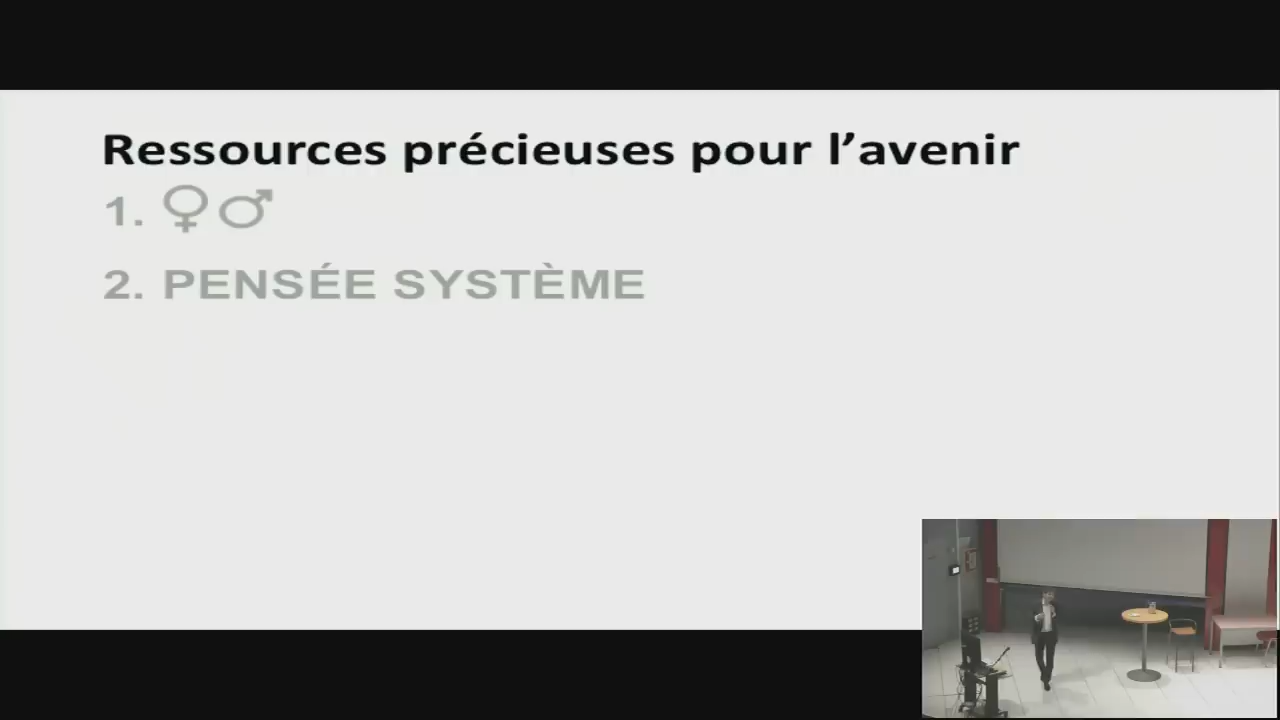 Ressources précieuses pour l’avenir
1. ♀♂
2. PENSÉE SYSTÈME